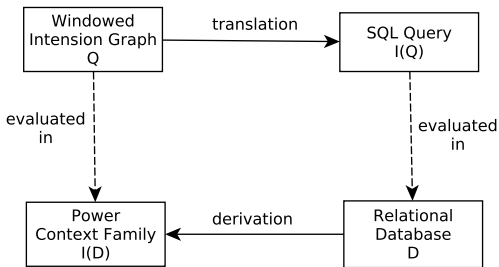 Windowed
Intension Graph
Q
translation
SQL Query
I(Q)
evaluated
in
evaluated
in
Power
Context Family
I(D)
derivation
Relational
Database
D